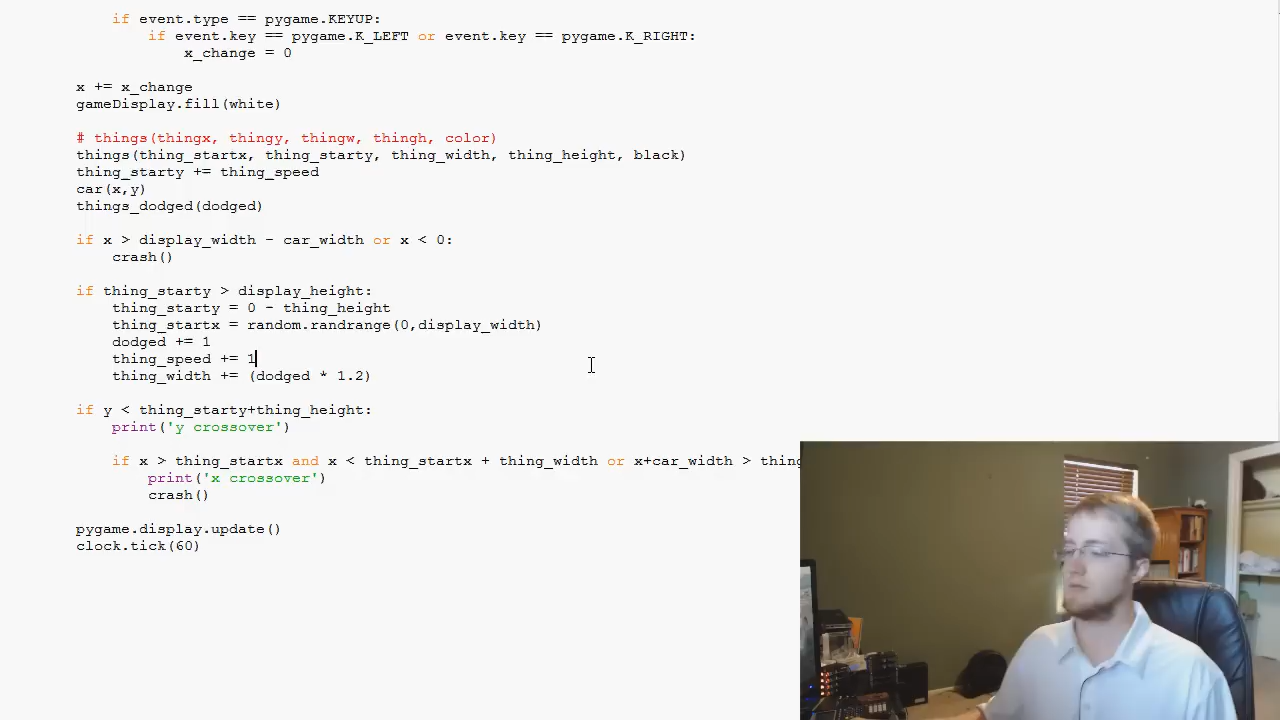 if event.type == pygame.KEYUP:
if event.key == pygame.K_LEFT or event.key == pygame.K_RIGHT:
x_change = 0
x += x_change
gameDisplay.fill(white)
# things(thingx, thingy, thingw, thingh, color)
things(thing_startx, thing_starty, thing_width, thing_height, black)
thing_starty += thing_speed
car(x,y)
things_dodged(dodged)
if x > display_width - car_width or x < 0:
crash()
if thing_starty > display_height:
thing_starty = 0 - thing_height
thing_startx = random.randrange(0,display_width)
dodged += 1
thing_speed += 1
thing_width += (dodged * 1.2)
if y < thing_starty+thing_height:
print('y crossover')
if x > thing_startx and x < thing_startx + thing_width or x+car_width > thing
print('x crossover')
crash()
pygame.display.update()
clock.tick(60)